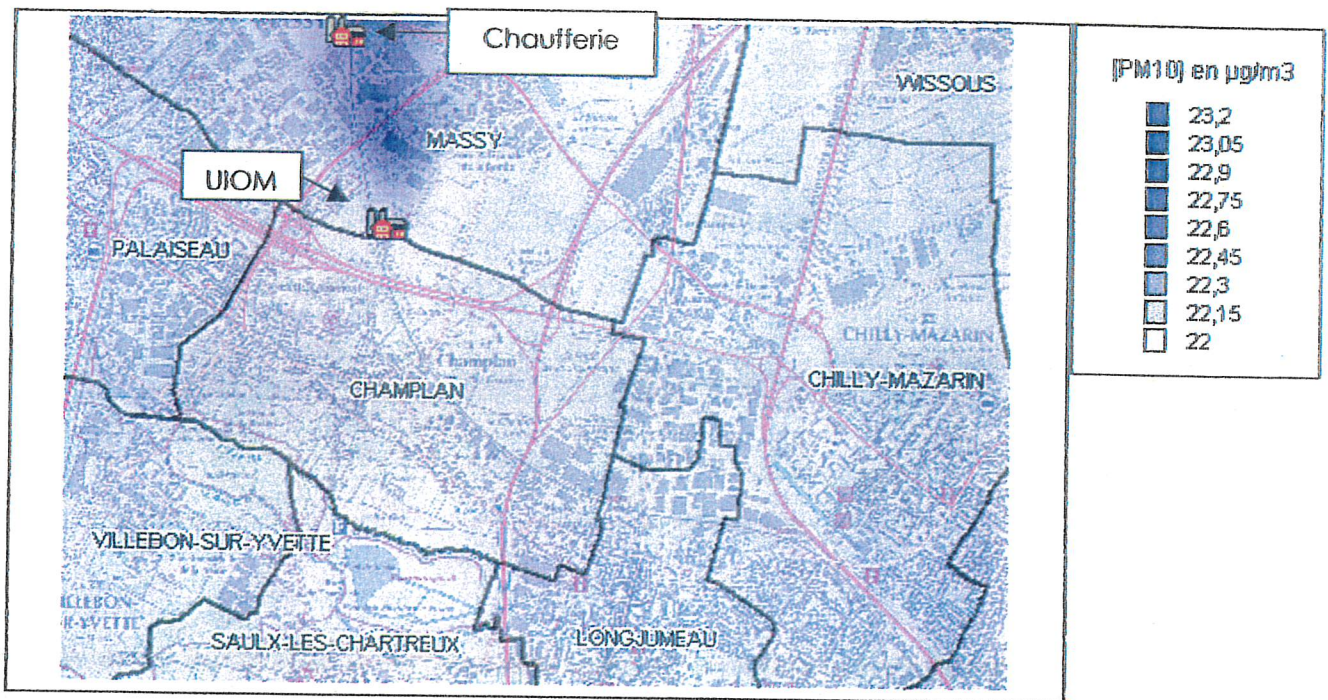 Chaufferie
WISSOUS
MASSY
UIOM
PALAISEAU
Champlan
CHILLY-MAZARIN
CHAMPLAN
CHILLY-MAZARIN
VILLEBON-SUR-YVETTE
SAULX-LES-CHARTREUX
LONGJUMEAU
[PM10] en µg/m3
23,2
23,05
22,9
22,75
22,6
22,45
22,3
22,15
22